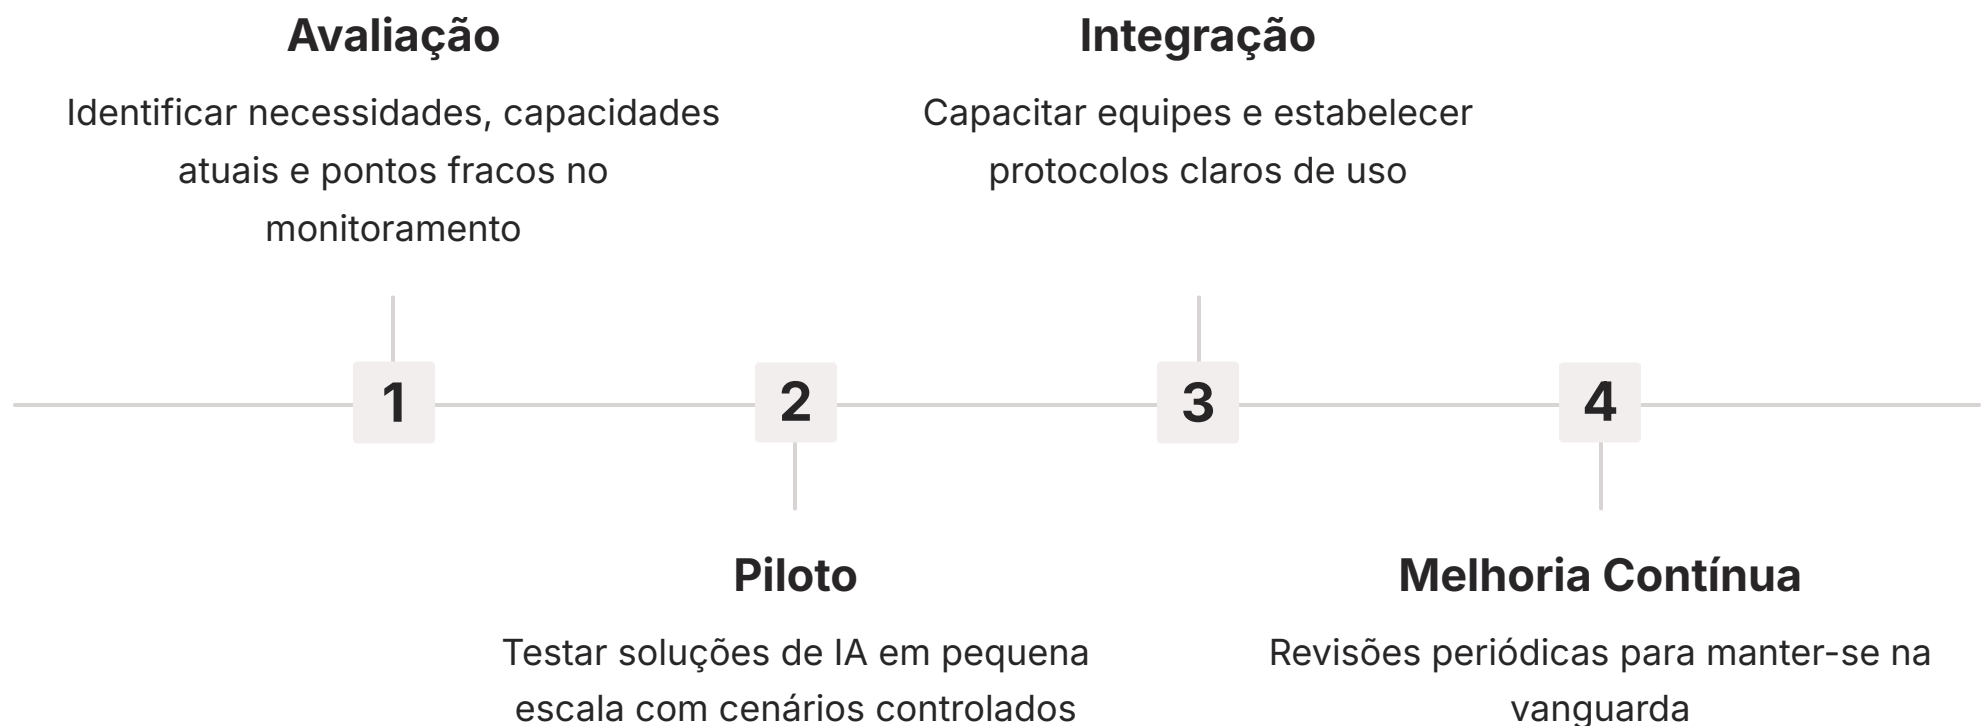 Avaliação
Identificar necessidades, capacidades
atuais e pontos fracos no
monitoramento
Integração
Capacitar equipes e estabelecer
protocolos claros de uso
1
2
3
4
Piloto
Testar soluções de IA em pequena
escala com cenários controlados
Melhoria Contínua
Revisões periódicas para manter-se na
vanguarda